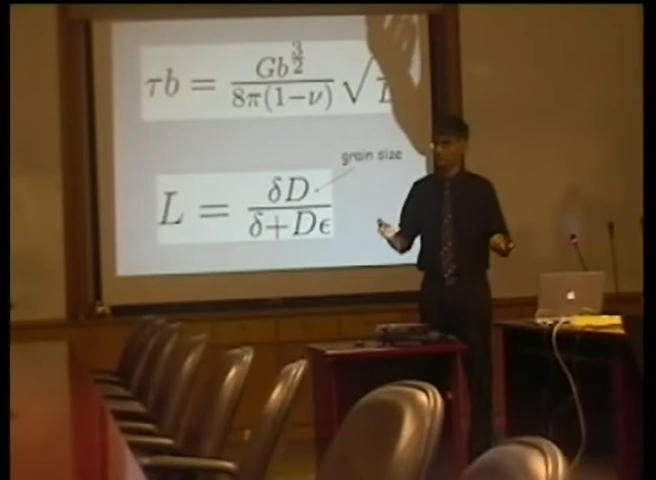 τb = Gb^{3/2} / 8π(1−ν) √
grain size
L = δD / δ+Dϵ